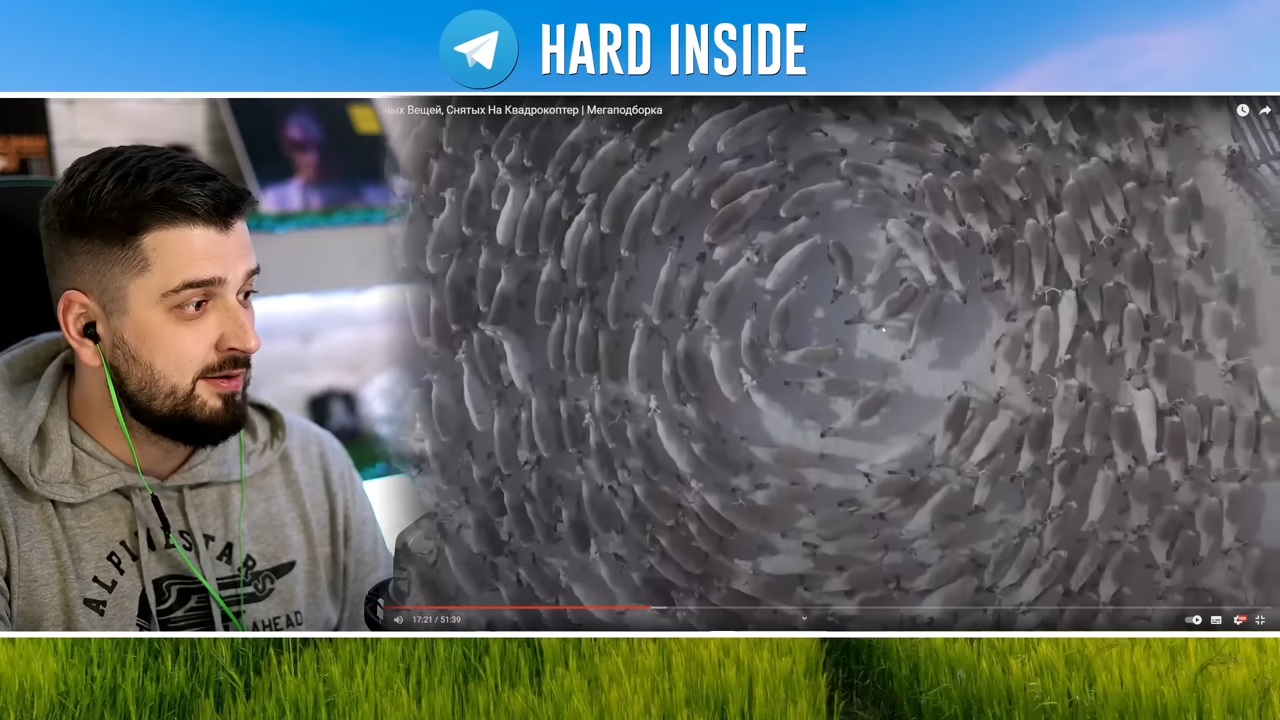 HARD INSIDE
ных Вещей, Снятых На Квадрокоптер | Мегаподборка
ALPINESTARS
AHEAD
17:21 / 51:39